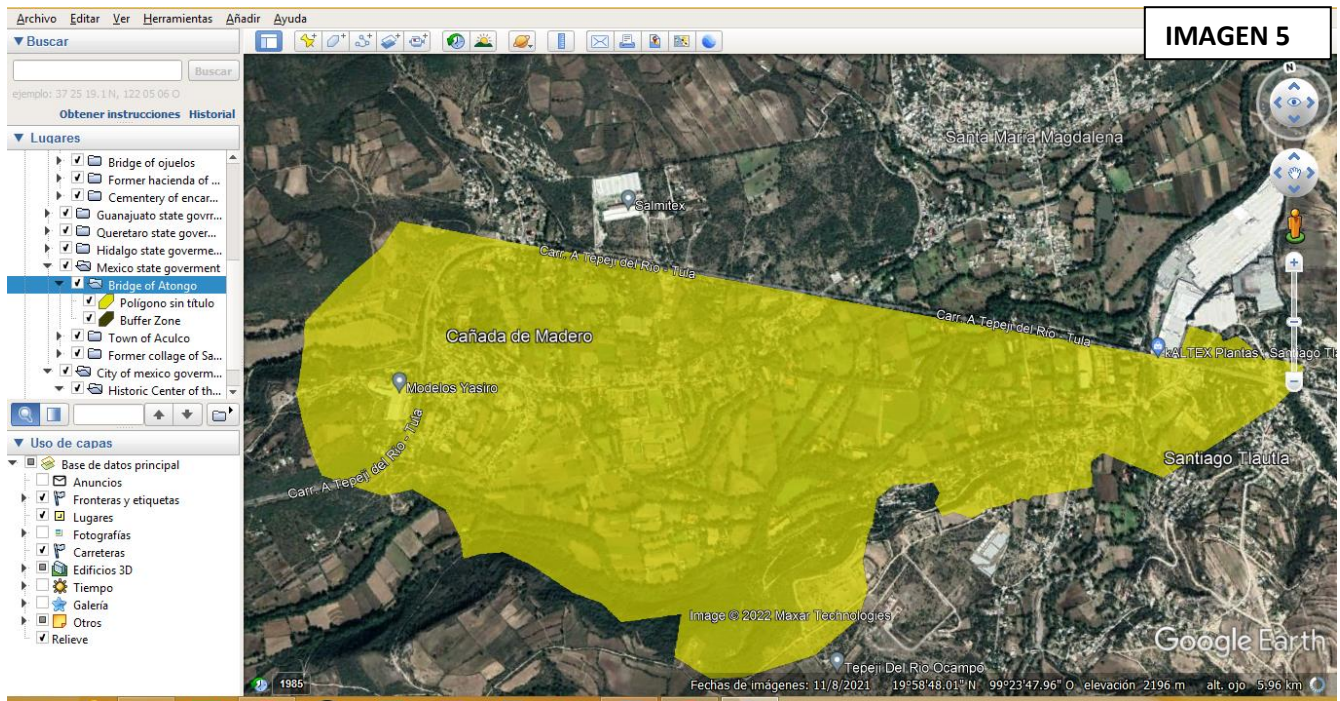 Archivo Editar Ver Herramientas Añadir Ayuda
IMAGEN 5
Buscar
Buscar
ejemplo: 37 25 19.1 N, 122 05 06 O
Obtener instrucciones Historial
Lugares
Bridge of ojuelos
Former hacienda of ...
Cementery of encar...
Guanajuato state govrr...
Queretaro state gover...
Hidalgo state governme...
Mexico state goverment
Bridge of Atongo
Polígono sin título
Buffer Zone
Town of Aculco
Former collage of Sa...
City of mexico governm...
Historic Center of th...
Uso de capas
Base de datos principal
Anuncios
Fronteras y etiquetas
Lugares
Fotografías
Carreteras
Edificios 3D
Tiempo
Galería
Otros
Relieve
N
Santa María Magdalena
Salmitex
Carr. A Tepeji del Rio - Tula
Carr. A Tepeji del Rio - Tula
Cañada de Madero
kALTEX Plantas - Santiago Tla
Modelos Yasiro
Carr. A Tepeji del Rio - Tula
Santiago Tlautla
Image © 2022 Maxar Technologies
Google Earth
Tepeji Del Rio Ocampo
1985
Fechas de imágenes: 11/8/2021 19°58'48.01" N 99°23'47.96" O elevación 2196 m alt. ojo 5.96 km